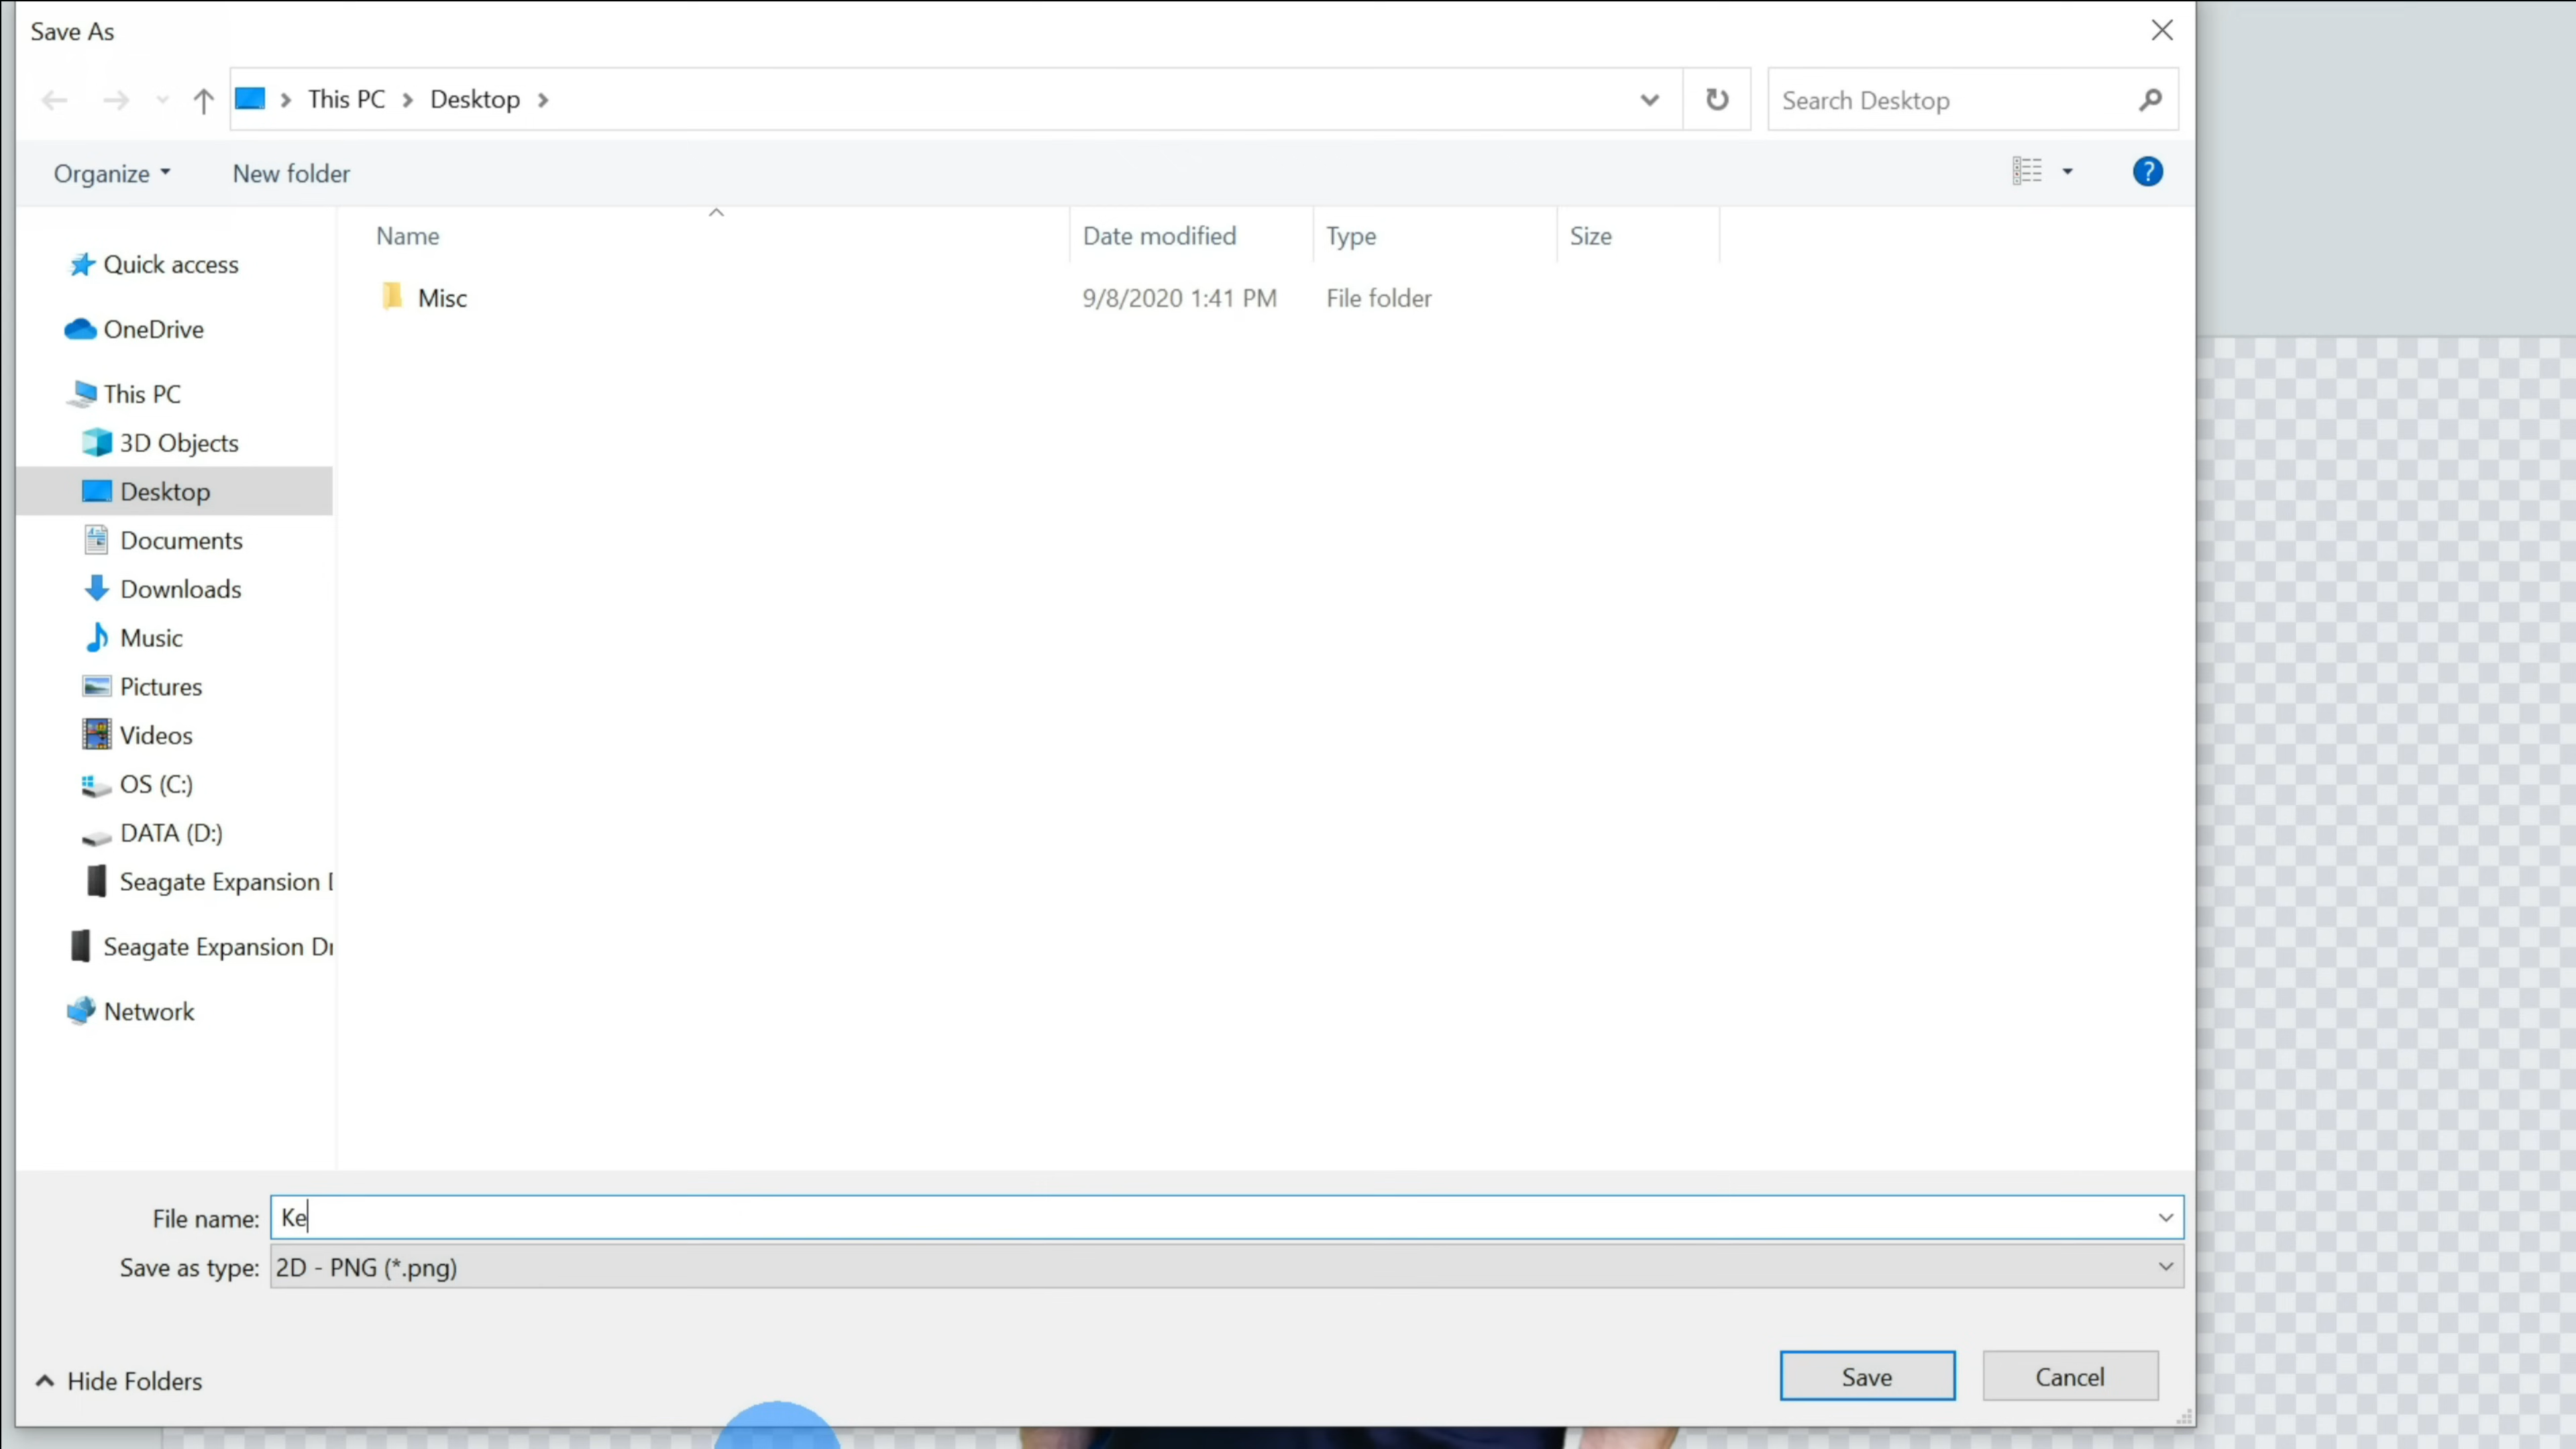 Save As
This PC Desktop
Search Desktop
Organize New folder
?
Name Date modified Type Size
Misc 9/8/2020 1:41 PM File folder
Quick access
OneDrive
This PC
3D Objects
Desktop
Documents
Downloads
Music
Pictures
Videos
OS (C:)
DATA (D:)
Seagate Expansion
Seagate Expansion
Network
File name: Ke
Save as type: 2D - PNG (*.png)
Hide Folders
Save Cancel